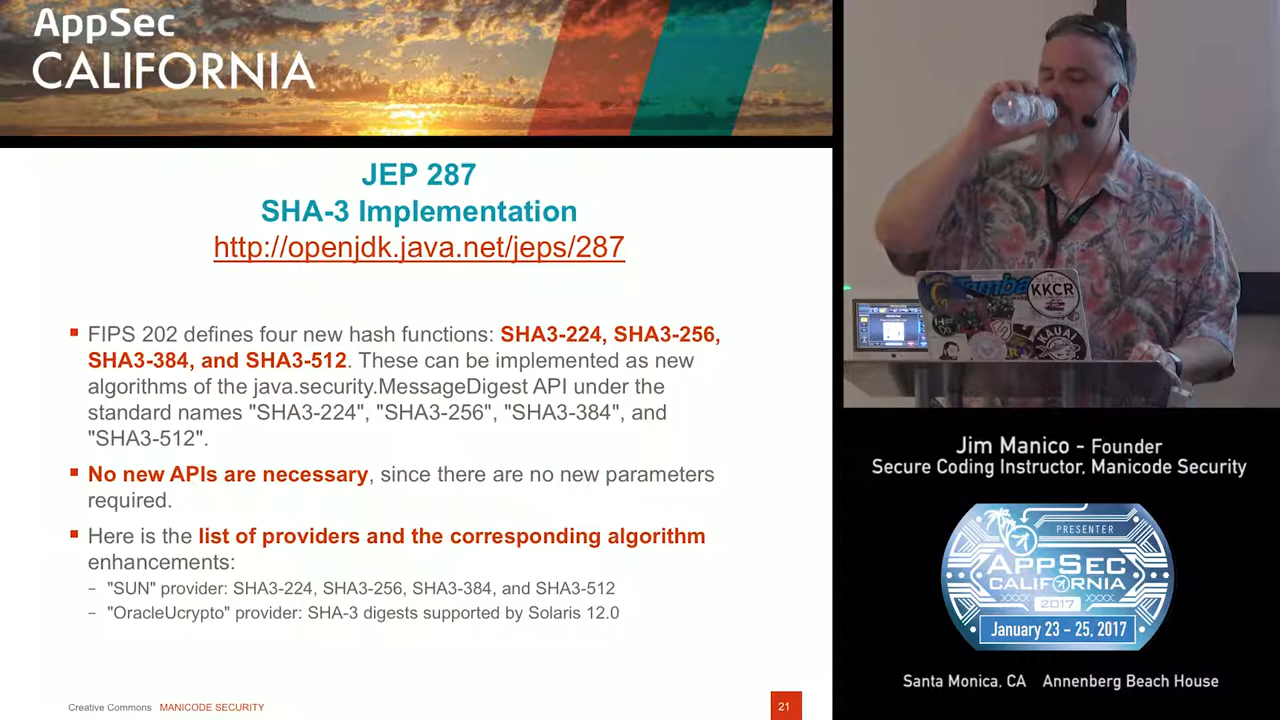 AppSec
CALIFORNIA
JEP 287
SHA-3 Implementation
http://openjdk.java.net/jeps/287
FIPS 202 defines four new hash functions: SHA3-224, SHA3-256,
SHA3-384, and SHA3-512. These can be implemented as new
algorithms of the java.security.MessageDigest API under the
standard names "SHA3-224", "SHA3-256", "SHA3-384", and
"SHA3-512".
No new APIs are necessary, since there are no new parameters
required.
Here is the list of providers and the corresponding algorithm
enhancements:
– "SUN" provider: SHA3-224, SHA3-256, SHA3-384, and SHA3-512
– "OracleUcrypto" provider: SHA-3 digests supported by Solaris 12.0
Creative Commons MANICODE SECURITY
21
KKCR
KAUAI
Jim Manico - Founder
Secure Coding Instructor, Manicode Security
PRESENTER
AppSec
CALIFORNIA
2017
January 23 – 25, 2017
Santa Monica, CA Annenberg Beach House